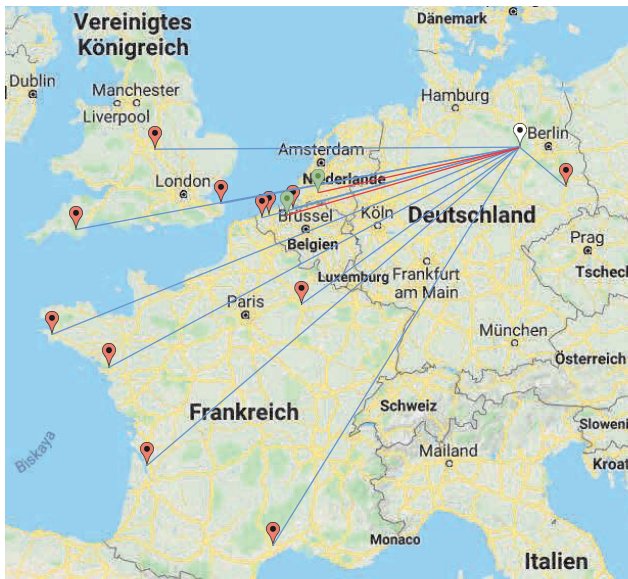 Vereinigtes
Königreich
Dänemark
Dublin
Manchester
Liverpool
Hamburg
Berlin
Amsterdam
Niederlande
London
Brüssel
Belgien
Köln
Deutschland
Prag
Tschech
Luxemburg
Frankfurt
am Main
Paris
München
Österreich
Frankreich
Schweiz
Sloweni
Mailand
Kroat
Biskaya
Monaco
Italien